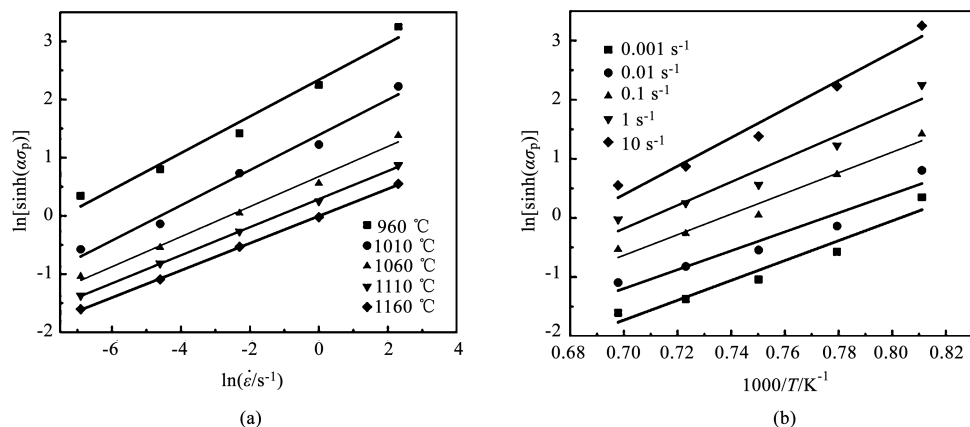 3
2
1
0
-1
-2
-6
-4
-2
0
2
4
ln[sinh(ασp)]
ln(ε̇/s-1)
960 ℃
1010 ℃
1060 ℃
1110 ℃
1160 ℃
(a)
3
2
1
0
-1
-2
0.68
0.70
0.72
0.74
0.76
0.78
0.80
0.82
ln[sinh(ασp)]
1000/T/K-1
0.001 s-1
0.01 s-1
0.1 s-1
1 s-1
10 s-1
(b)